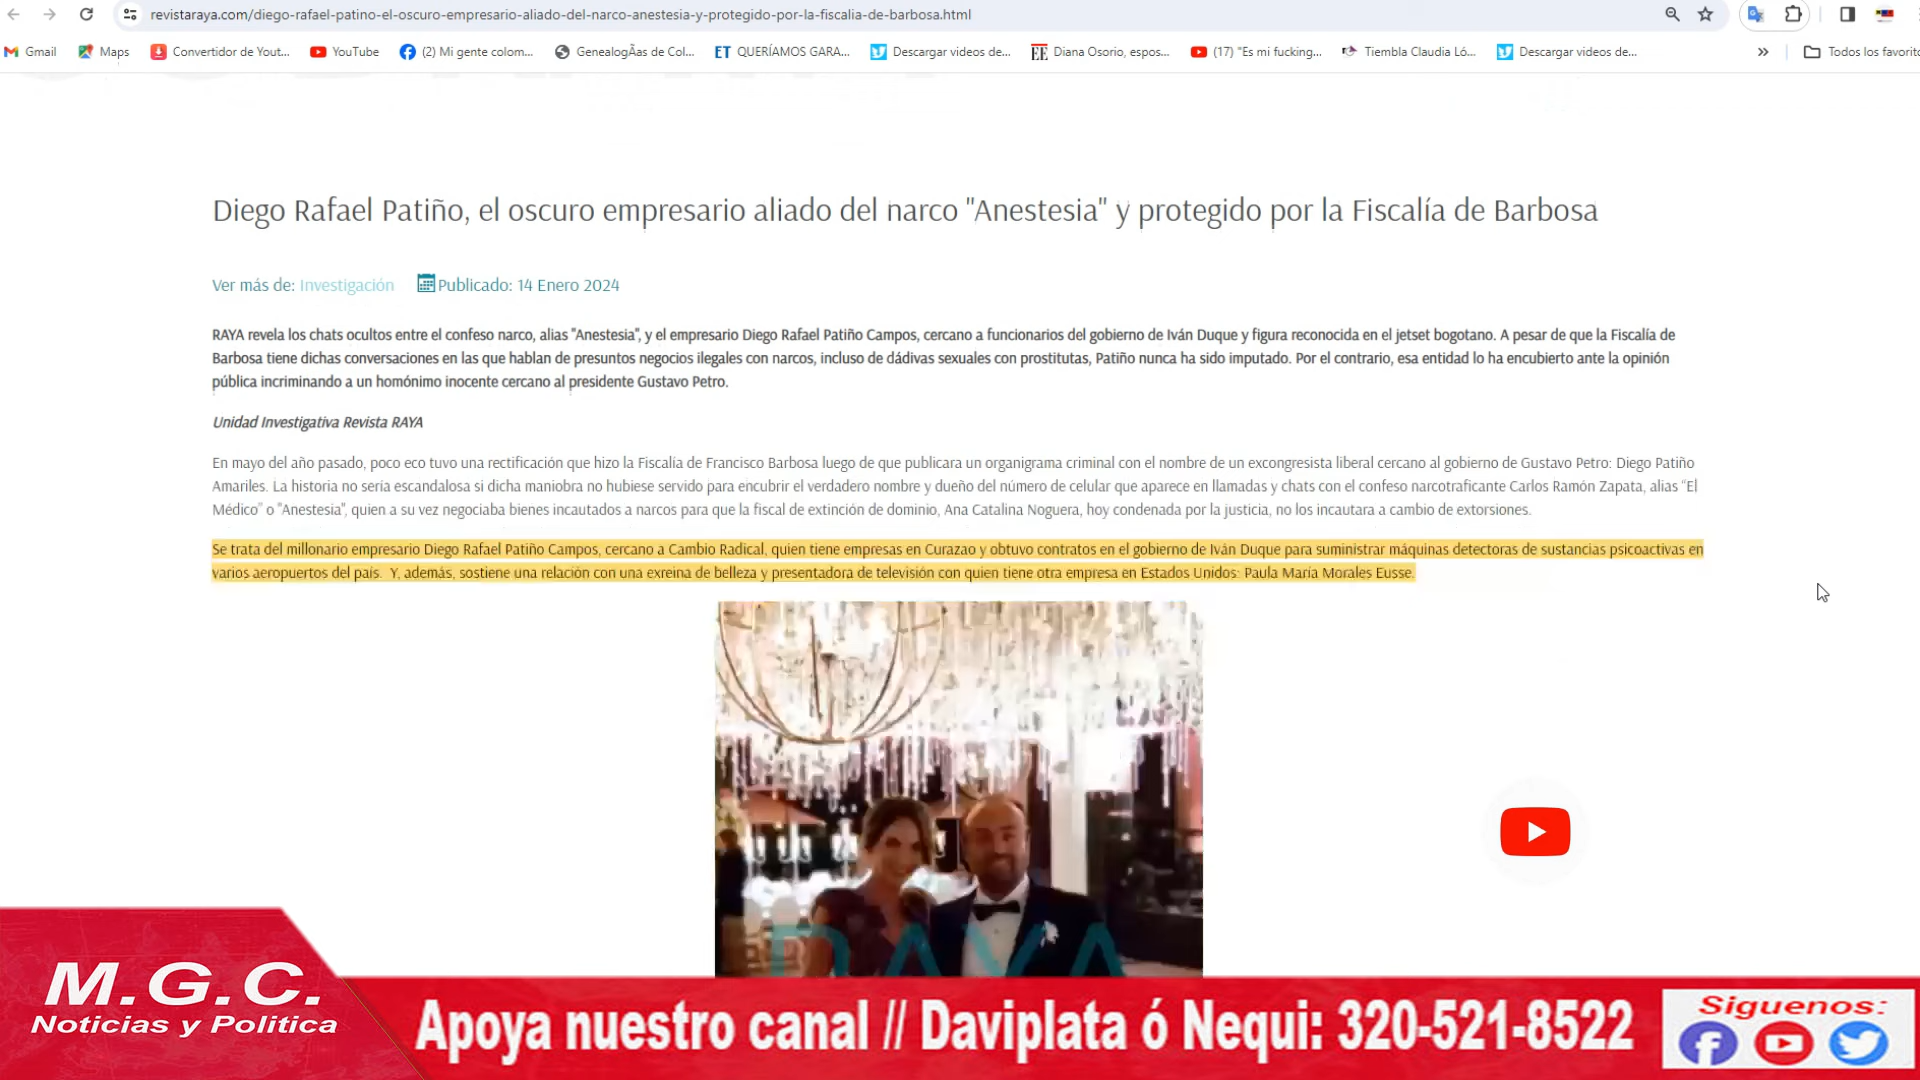 revistaraya.com/diego-rafael-patino-el-oscuro-empresario-aliado-del-narco-anestesia-y-protegido-por-la-fiscalia-de-barbosa.html
Gmail Maps Convertidor de Yout... YouTube (2) Mi gente colom... GenealogÃas de Col... ET QUERÍAMOS GARA... Descargar videos de... EE Diana Osorio, espos... (17) "Es mi fucking... Tiembla Claudia Ló... Descargar videos de... » Todos los favorito
Diego Rafael Patiño, el oscuro empresario aliado del narco "Anestesia" y protegido por la Fiscalía de Barbosa
Ver más de: Investigación Publicado: 14 Enero 2024
RAYA revela los chats ocultos entre el confeso narco, alias "Anestesia", y el empresario Diego Rafael Patiño Campos, cercano a funcionarios del gobierno de Iván Duque y figura reconocida en el jetset bogotano. A pesar de que la Fiscalía de
Barbosa tiene dichas conversaciones en las que hablan de presuntos negocios ilegales con narcos, incluso de dádivas sexuales con prostitutas, Patiño nunca ha sido imputado. Por el contrario, esa entidad lo ha encubierto ante la opinión
pública incriminando a un homónimo inocente cercano al presidente Gustavo Petro.
Unidad Investigativa Revista RAYA
En mayo del año pasado, poco eco tuvo una rectificación que hizo la Fiscalía de Francisco Barbosa luego de que publicara un organigrama criminal con el nombre de un excongresista liberal cercano al gobierno de Gustavo Petro: Diego Patiño
Amariles. La historia no sería escandalosa si dicha maniobra no hubiese servido para encubrir el verdadero nombre y dueño del número de celular que aparece en llamadas y chats con el confeso narcotraficante Carlos Ramón Zapata, alias “El
Médico” o "Anestesia", quien a su vez negociaba bienes incautados a narcos para que la fiscal de extinción de dominio, Ana Catalina Noguera, hoy condenada por la justicia, no los incautara a cambio de extorsiones.
Se trata del millonario empresario Diego Rafael Patiño Campos, cercano a Cambio Radical, quien tiene empresas en Curazao y obtuvo contratos en el gobierno de Iván Duque para suministrar máquinas detectoras de sustancias psicoactivas en
varios aeropuertos del país. Y, además, sostiene una relación con una exreina de belleza y presentadora de televisión con quien tiene otra empresa en Estados Unidos: Paula María Morales Eusse.
RAYA
M.G.C.
Noticias y Politica
Apoya nuestro canal // Daviplata ó Nequi: 320-521-8522
Siguenos: